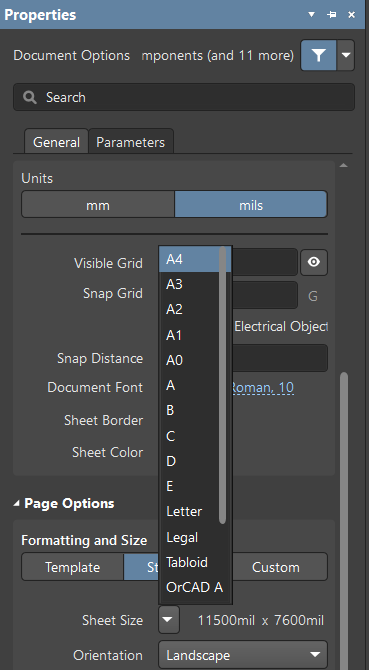 Properties
Document Options mponents (and 11 more)
Search
General Parameters
Units
mm mils
Visible Grid
Snap Grid G
Electrical Object
Snap Distance
Document Font Roman, 10
Sheet Border
Sheet Color
A4
A3
A2
A1
A0
A
B
C
D
E
Letter
Legal
Tabloid
OrCAD A
Page Options
Formatting and Size
Template St Custom
Sheet Size 11500mil x 7600mil
Orientation Landscape